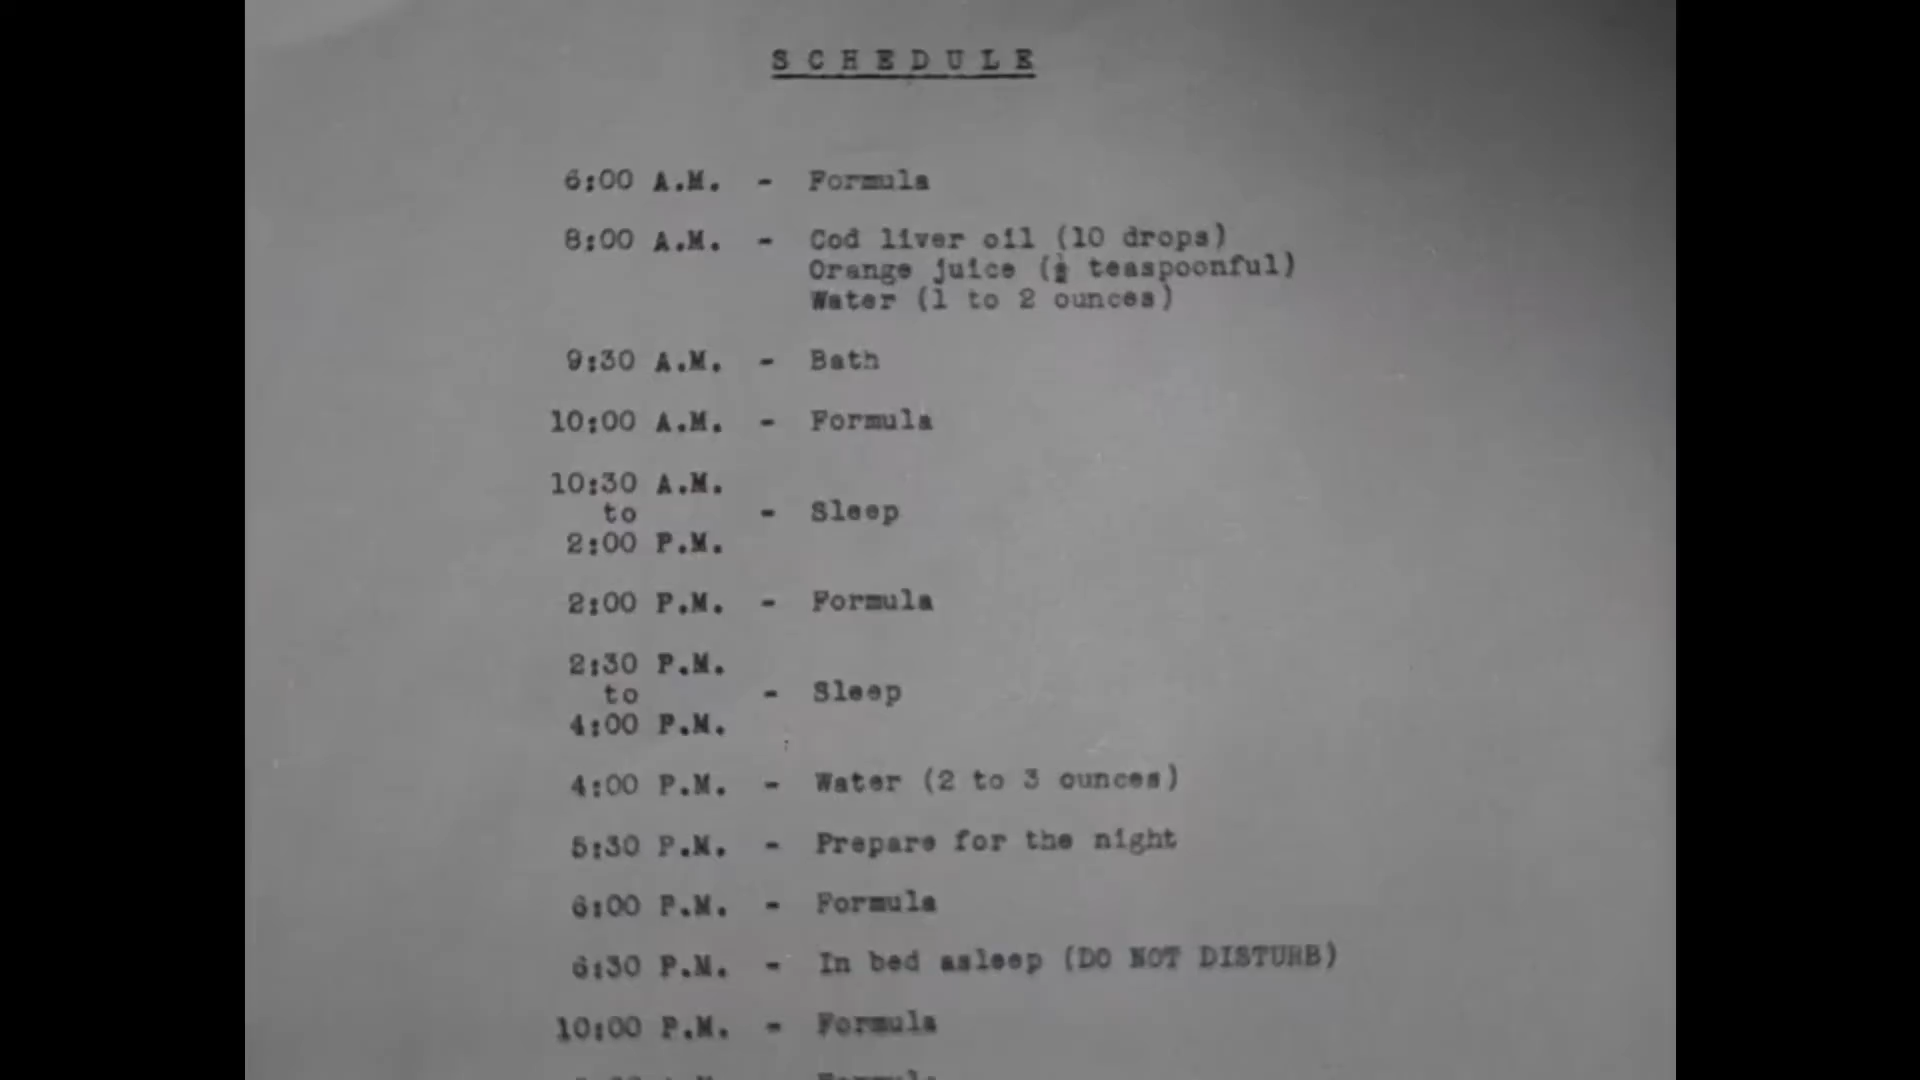 SCHEDULE
6:00 A.M. - Formula
8:00 A.M. - Cod liver oil (10 drops)
Orange juice (½ teaspoonful)
Water (1 to 2 ounces)
9:30 A.M. - Bath
10:00 A.M. - Formula
10:30 A.M.
to - Sleep
2:00 P.M.
2:00 P.M. - Formula
2:30 P.M.
to - Sleep
4:00 P.M.
4:00 P.M. - Water (2 to 3 ounces)
5:30 P.M. - Prepare for the night
6:00 P.M. - Formula
6:30 P.M. - In bed asleep (DO NOT DISTURB)
10:00 P.M. - Formula